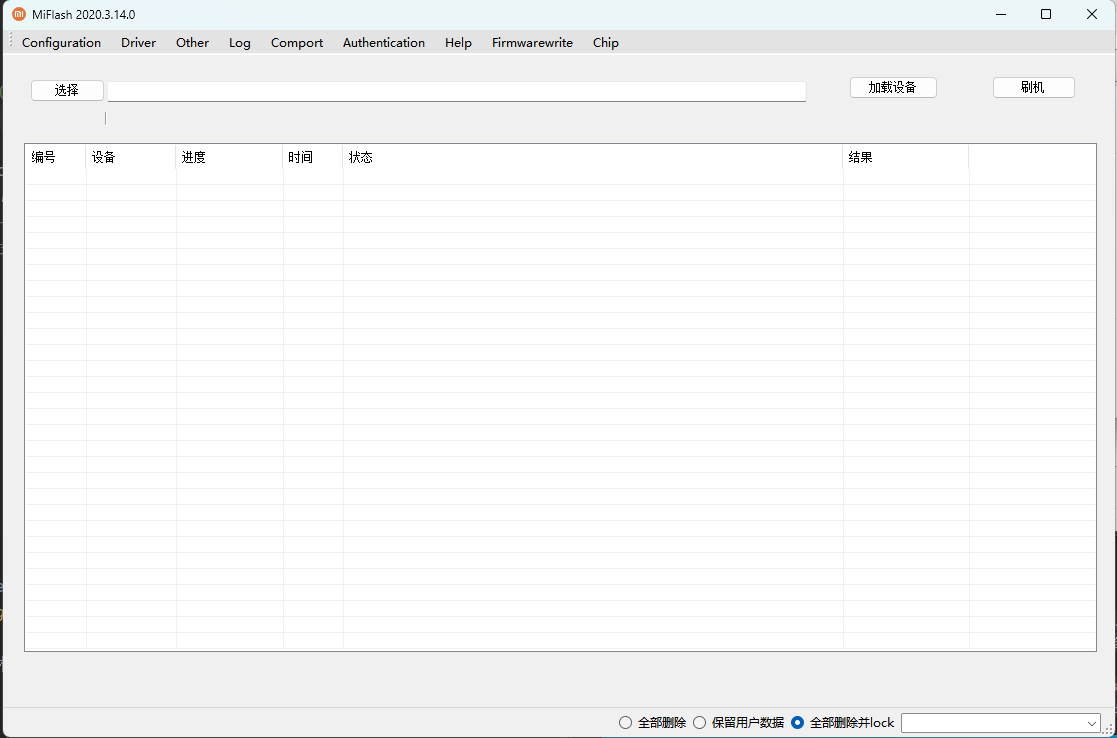 MiFlash 2020.3.14.0
Configuration Driver Other Log Comport Authentication Help Firmwarewrite Chip
选择 加载设备 刷机
编号 设备 进度 时间 状态 结果
全部删除 保留用户数据 全部删除并lock